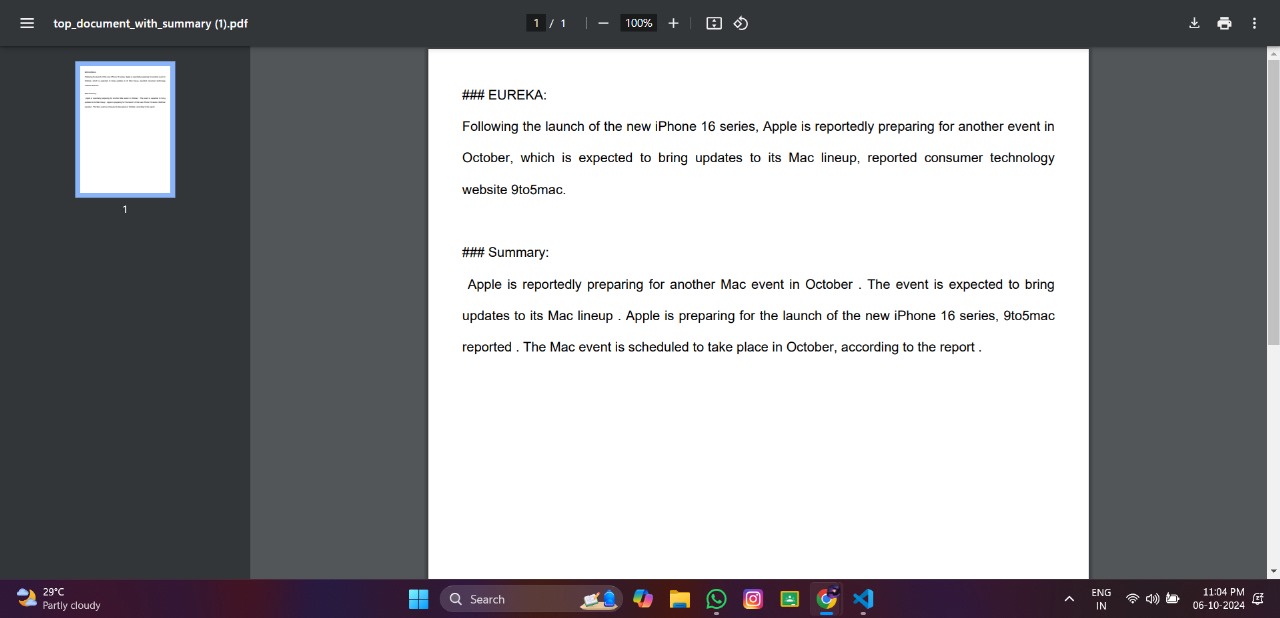 top_document_with_summary (1).pdf
1 / 1
100%
1
### EUREKA:
Following the launch of the new iPhone 16 series, Apple is reportedly preparing for another event in
October, which is expected to bring updates to its Mac lineup, reported consumer technology
website 9to5mac.
### Summary:
Apple is reportedly preparing for another Mac event in October . The event is expected to bring
updates to its Mac lineup . Apple is preparing for the launch of the new iPhone 16 series, 9to5mac
reported . The Mac event is scheduled to take place in October, according to the report .
29°C
Partly cloudy
Search
ENG
IN
11:04 PM
06-10-2024